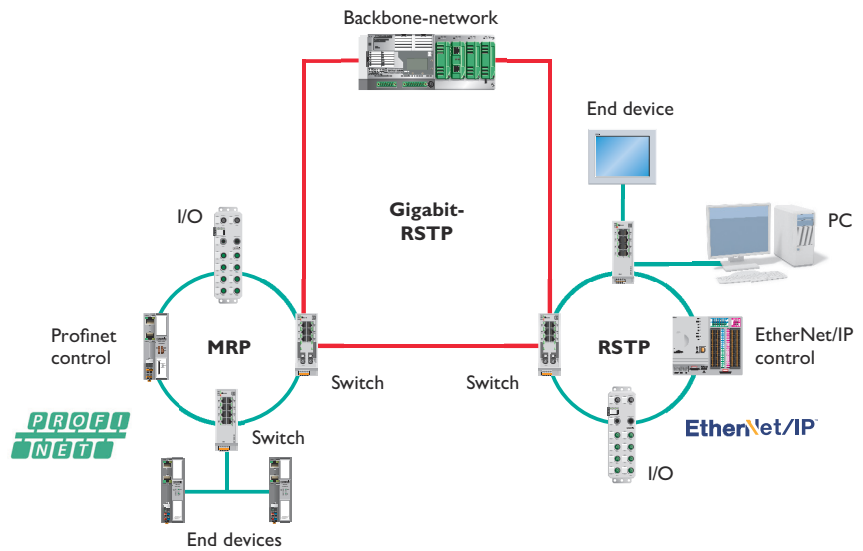 Backbone-network
End device
I/O
Gigabit-
RSTP
PC
Profinet
control
MRP
RSTP
EtherNet/IP
control
Switch
Switch
PROFI
NET
Switch
EtherNet/IP
I/O
End devices